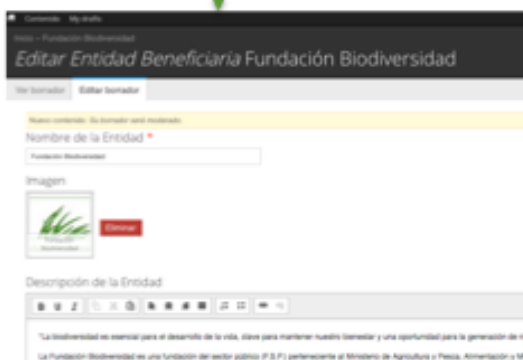 Contenido My drafts
Inicio » Fundación Biodiversidad
Editar Entidad Beneficiaria Fundación Biodiversidad
Ver borrador Editar borrador
Nuevo contenido: Su borrador será moderado.
Nombre de la Entidad *
Fundación Biodiversidad
Imagen
Fundación
Biodiversidad
Eliminar
Descripción de la Entidad
B U I
"La biodiversidad es esencial para el desarrollo de la vida, clave para mantener nuestro bienestar y una oportunidad para la generación de
La Fundación Biodiversidad es una fundación del sector público (F.S.P.) perteneciente al Ministerio de Agricultura y Pesca, Alimentación